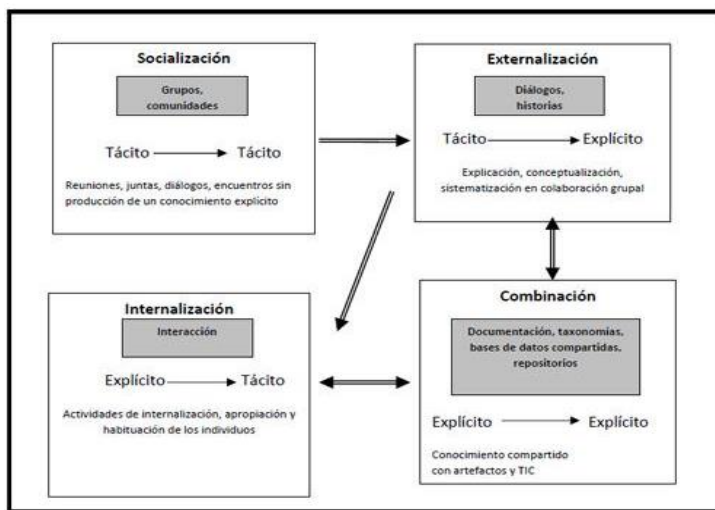 Socialización
Grupos,
comunidades
Tácito
Tácito
Reuniones, juntas, diálogos, encuentros sin
producción de un conocimiento explícito
Externalización
Diálogos,
historias
Tácito
Explícito
Explicación, conceptualización,
sistematización en colaboración grupal
Internalización
Interacción
Explícito
Tácito
Actividades de internalización, apropiación y
habituación de los individuos
Combinación
Documentación, taxonomías,
bases de datos compartidas,
repositorios
Explícito
Explícito
Conocimiento compartido
con artefactos y TIC